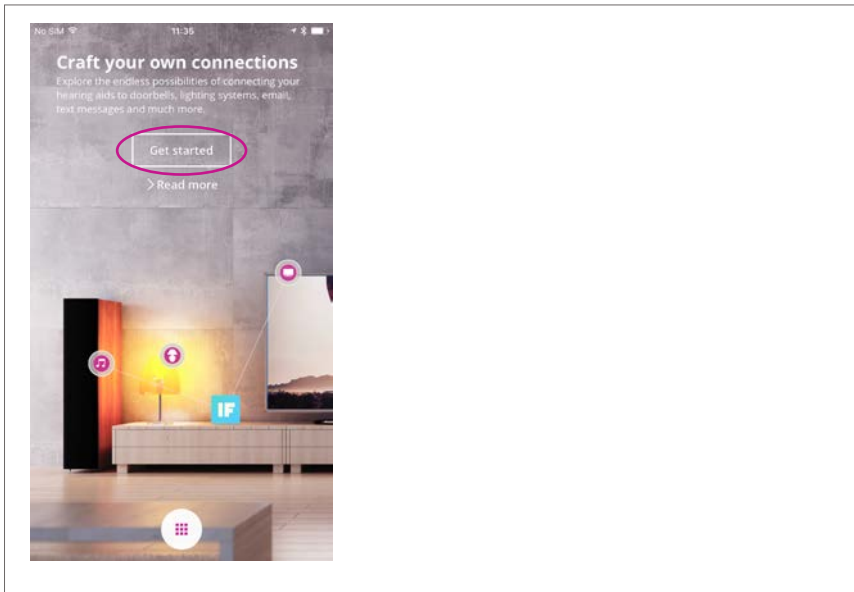 No SIM 11:35
Craft your own connections
Explore the endless possibilities of connecting your
hearing aids to doorbells, lighting systems, email,
text messages and much more.
Get started
Read more
IF